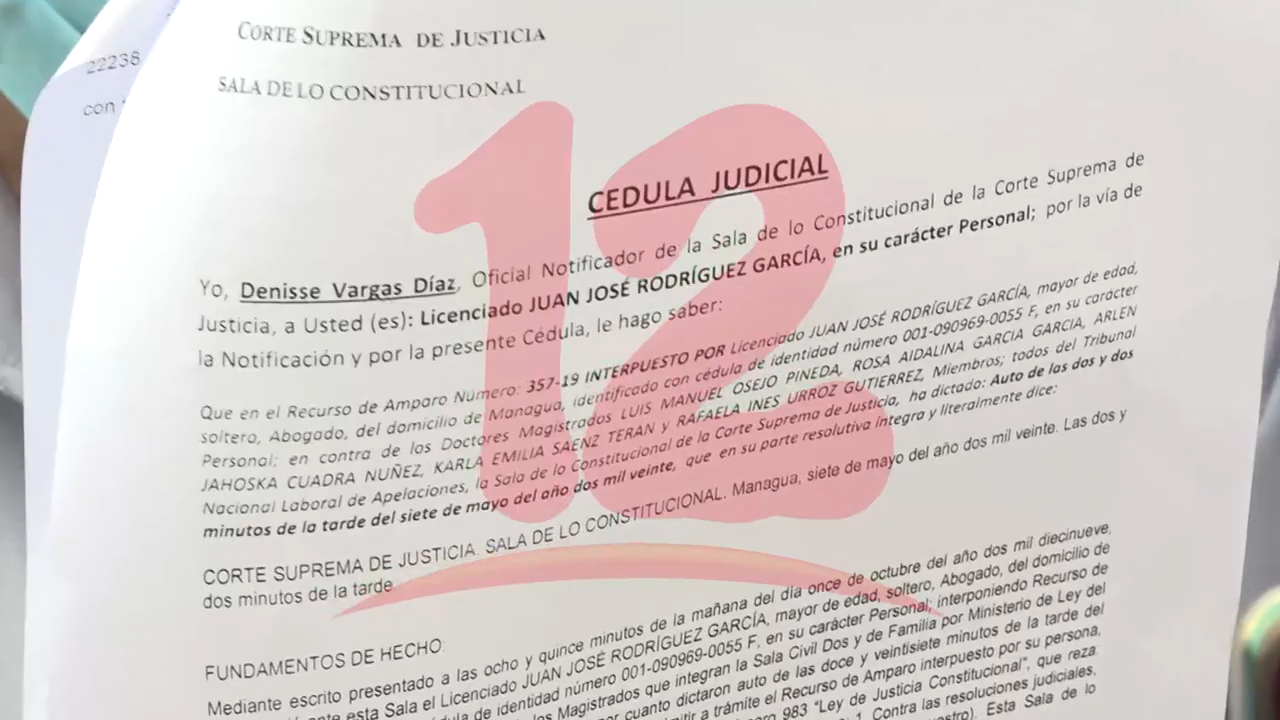 22238
con
CORTE SUPREMA DE JUSTICIA
SALA DE LO CONSTITUCIONAL
12
CEDULA JUDICIAL
Yo, Denisse Vargas Díaz, Oficial Notificador de la Sala de lo Constitucional de la Corte Suprema de
Justicia, a Usted (es): Licenciado JUAN JOSÉ RODRÍGUEZ GARCÍA, en su carácter Personal; por la vía de
la Notificación y por la presente Cédula, le hago saber:
Que en el Recurso de Amparo Número: 357-19 INTERPUESTO POR Licenciado JUAN JOSÉ RODRÍGUEZ GARCÍA, mayor de edad,
soltero, Abogado, del domicilio de Managua, identificado con cédula de identidad número 001-090969-0055 F, en su carácter
Personal; en contra de los Doctores Magistrados LUIS MANUEL OSEJO PINEDA, ROSA AIDALINA GARCIA GARCIA, ARLEN
JAHOSKA CUADRA NUÑEZ, KARLA EMILIA SAENZ TERAN y RAFAELA INES URROZ GUTIERREZ, Miembros; todos del Tribunal
Nacional Laboral de Apelaciones, la Sala de lo Constitucional de la Corte Suprema de Justicia, ha dictado: Auto de las dos y dos
minutos de la tarde del siete de mayo del año dos mil veinte, que en su parte resolutiva íntegra y literalmente dice:
CORTE SUPREMA DE JUSTICIA. SALA DE LO CONSTITUCIONAL. Managua, siete de mayo del año dos mil veinte. Las dos y
dos minutos de la tarde
FUNDAMENTOS DE HECHO:
Mediante escrito presentado a las ocho y quince minutos de la mañana del día once de octubre del año dos mil diecinueve,
ante esta Sala el Licenciado JUAN JOSÉ RODRÍGUEZ GARCÍA, mayor de edad, soltero, Abogado, del domicilio de
de identidad número 001-090969-0055 F, en su carácter Personal; interponiendo Recurso de
Magistrados que integran la Sala Civil Dos y de Familia por Ministerio de Ley del
cuanto dictaron auto de las doce y veintisiete minutos de la tarde del
a trámite el Recurso de Amparo interpuesto por su persona,
983 "Ley de Justicia Constitucional", que reza:
Contra las resoluciones judiciales,
Esta Sala de lo